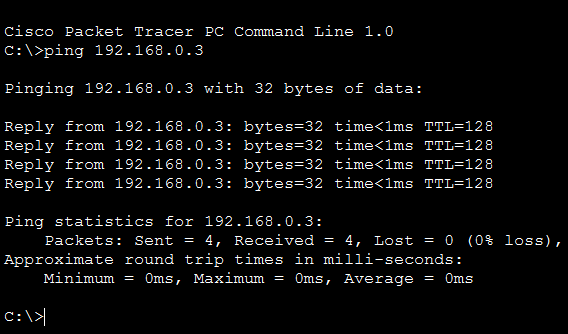 Cisco Packet Tracer PC Command Line 1.0
C:\>ping 192.168.0.3
Pinging 192.168.0.3 with 32 bytes of data:
Reply from 192.168.0.3: bytes=32 time<1ms TTL=128
Reply from 192.168.0.3: bytes=32 time<1ms TTL=128
Reply from 192.168.0.3: bytes=32 time<1ms TTL=128
Reply from 192.168.0.3: bytes=32 time<1ms TTL=128
Ping statistics for 192.168.0.3:
    Packets: Sent = 4, Received = 4, Lost = 0 (0% loss),
Approximate round trip times in milli-seconds:
    Minimum = 0ms, Maximum = 0ms, Average = 0ms
C:\>